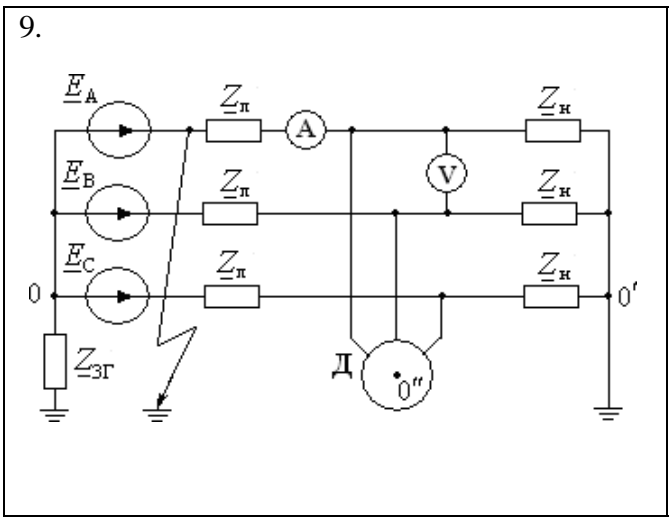 9.
E_A Z_л A Z_н
E_B Z_л V Z_н
E_C Z_л Z_н
0 0'
Z_ЗГ Д 0''